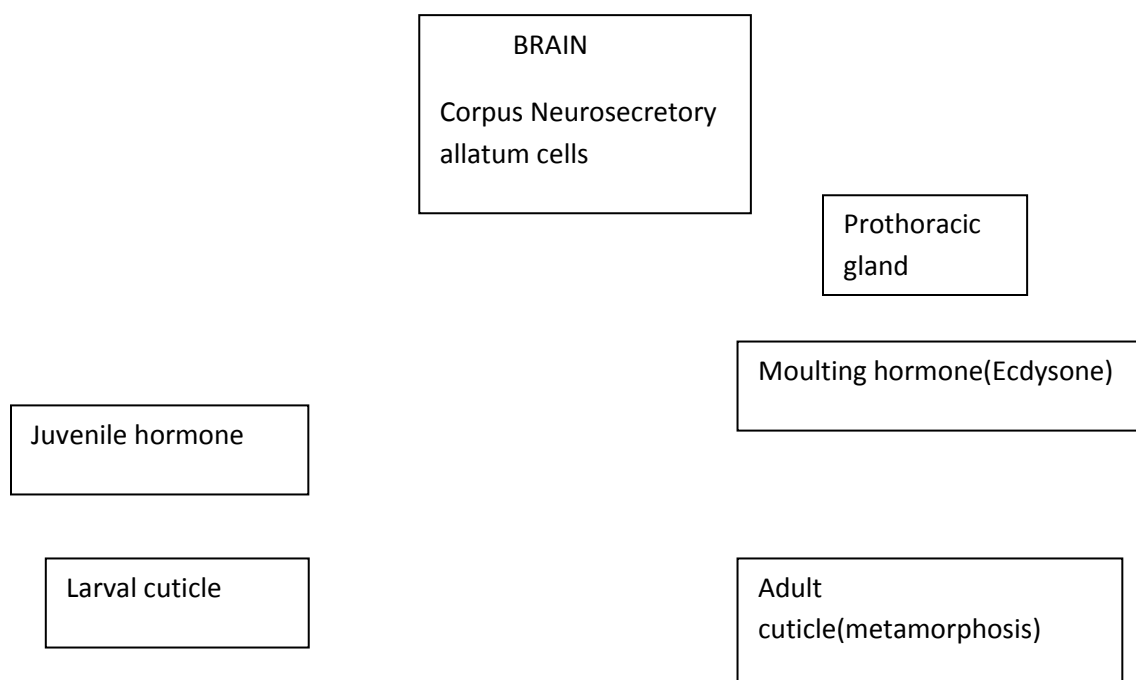 BRAIN
Corpus Neurosecretory
allatum cells
Prothoracic
gland
Moulting hormone(Ecdysone)
Juvenile hormone
Larval cuticle
Adult
cuticle(metamorphosis)